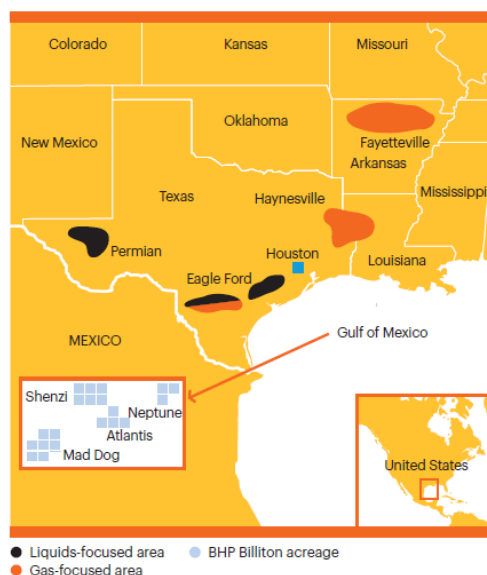 Colorado
Kansas
Missouri
New Mexico
Oklahoma
Fayetteville
Arkansas
Mississippi
Texas
Haynesville
Permian
Houston
Louisiana
Eagle Ford
MEXICO
Gulf of Mexico
Shenzi
Neptune
Atlantis
Mad Dog
United States
Liquids-focused area
BHP Billiton acreage
Gas-focused area